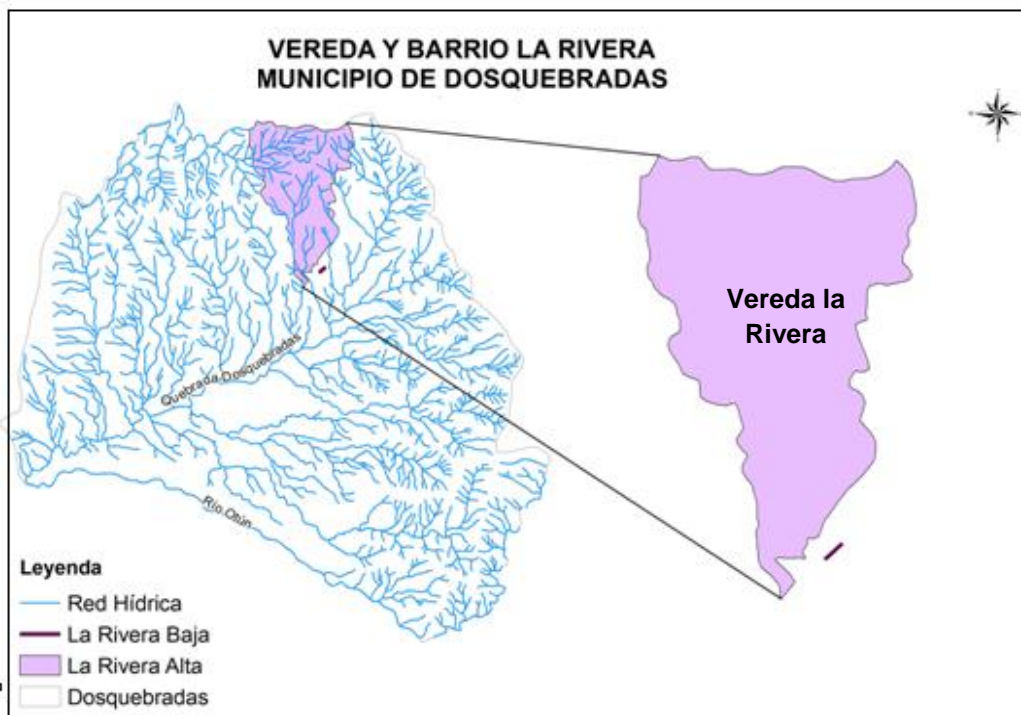 VEREDA Y BARRIO LA RIVERA
MUNICIPIO DE DOSQUEBRADAS
Vereda la
Rivera
Quebrada Dosquebradas
Río Otún
Leyenda
Red Hídrica
La Rivera Baja
La Rivera Alta
Dosquebradas